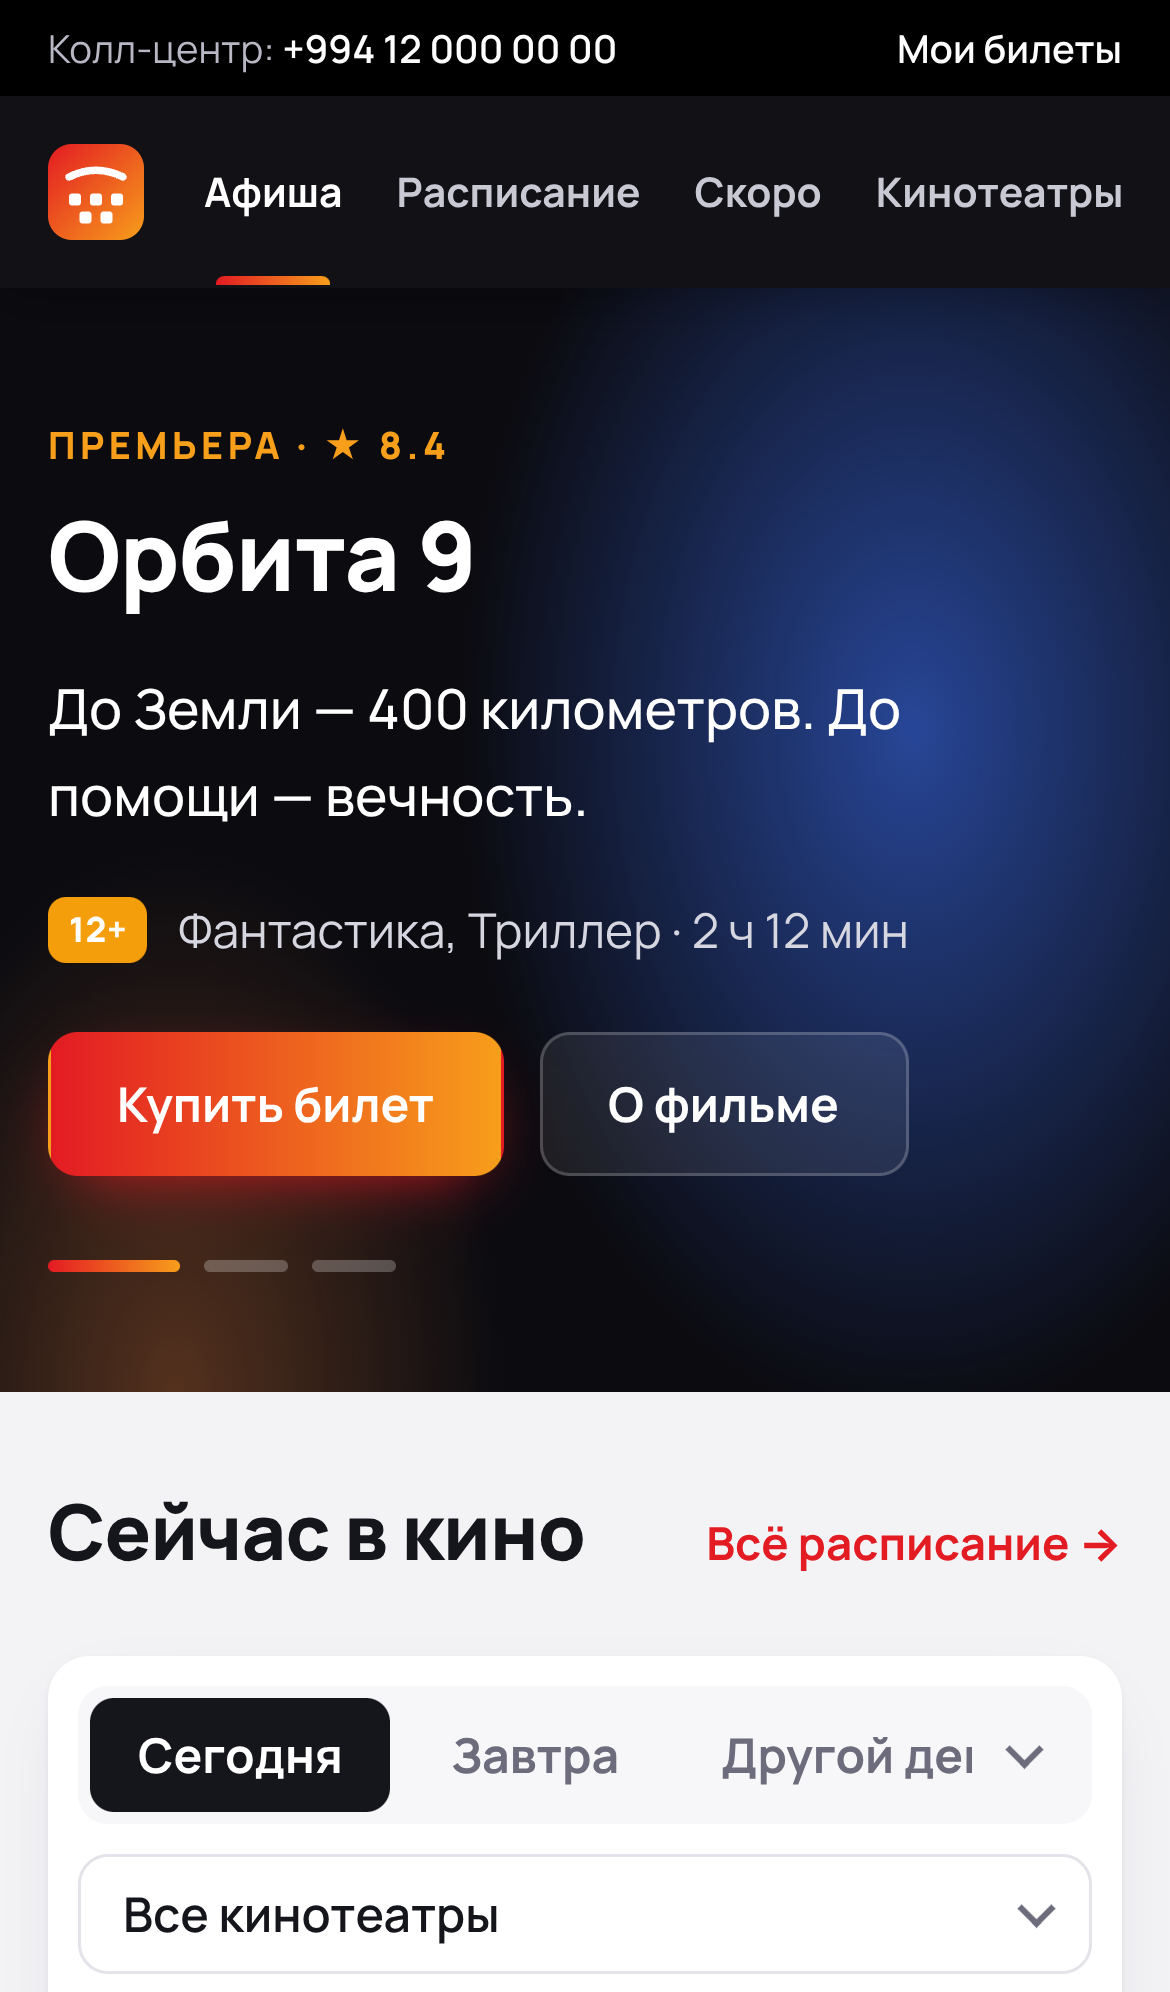 Колл-центр: +994 12 000 00 00
Мои билеты
Афиша
Расписание
Скоро
Кинотеатры
ПРЕМЬЕРА · ★ 8.4
Орбита 9
До Земли — 400 километров. До
помощи — вечность.
12+
Фантастика, Триллер · 2 ч 12 мин
Купить билет
О фильме
Сейчас в кино
Всё расписание →
Сегодня
Завтра
Другой
Все кинотеатры